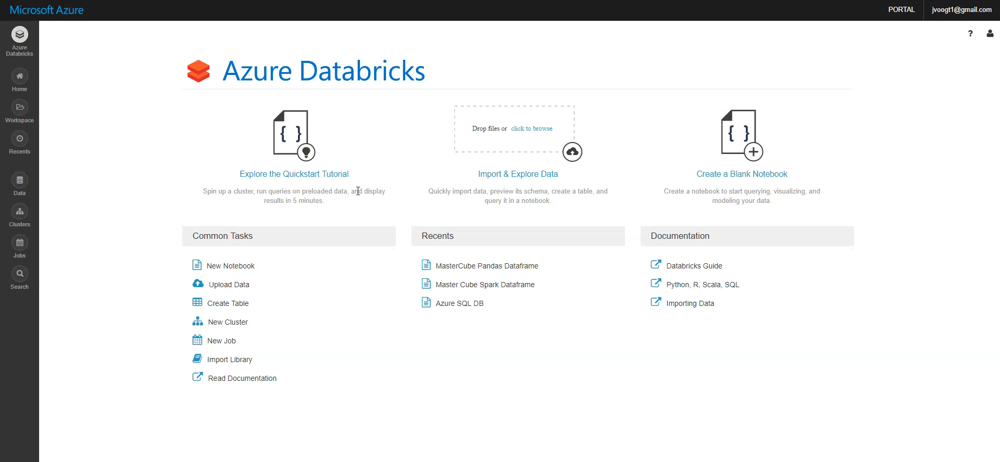 Microsoft Azure
PORTAL
jvoogt1@gmail.com
?
Azure
Databricks
Home
Workspace
Recents
Data
Clusters
Jobs
Search
Azure Databricks
{ }
Explore the Quickstart Tutorial
Spin up a cluster, run queries on preloaded data, and display
results in 5 minutes.
Drop files or click to browse
Import & Explore Data
Quickly import data, preview its schema, create a table, and
query it in a notebook.
{ }
Create a Blank Notebook
Create a notebook to start querying, visualizing, and
modeling your data.
Common Tasks
New Notebook
Upload Data
Create Table
New Cluster
New Job
Import Library
Read Documentation
Recents
MasterCube Pandas Dataframe
Master Cube Spark Dataframe
Azure SQL DB
Documentation
Databricks Guide
Python, R, Scala, SQL
Importing Data